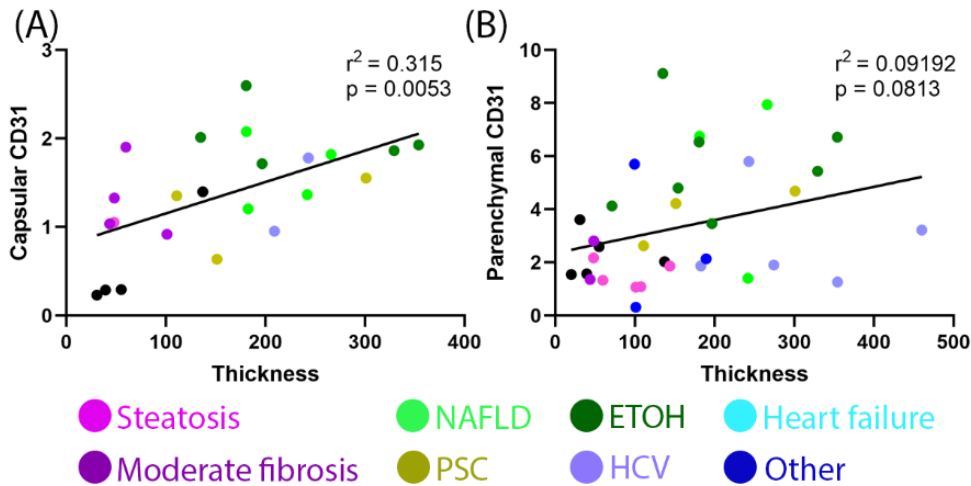 (A)
r² = 0.315
p = 0.0053
Capsular CD31
3
2
1
0
0 100 200 300 400
Thickness
(B)
r² = 0.09192
p = 0.0813
Parenchymal CD31
10
8
6
4
2
0
0 100 200 300 400 500
Thickness
Steatosis NAFLD ETOH Heart failure
Moderate fibrosis PSC HCV Other